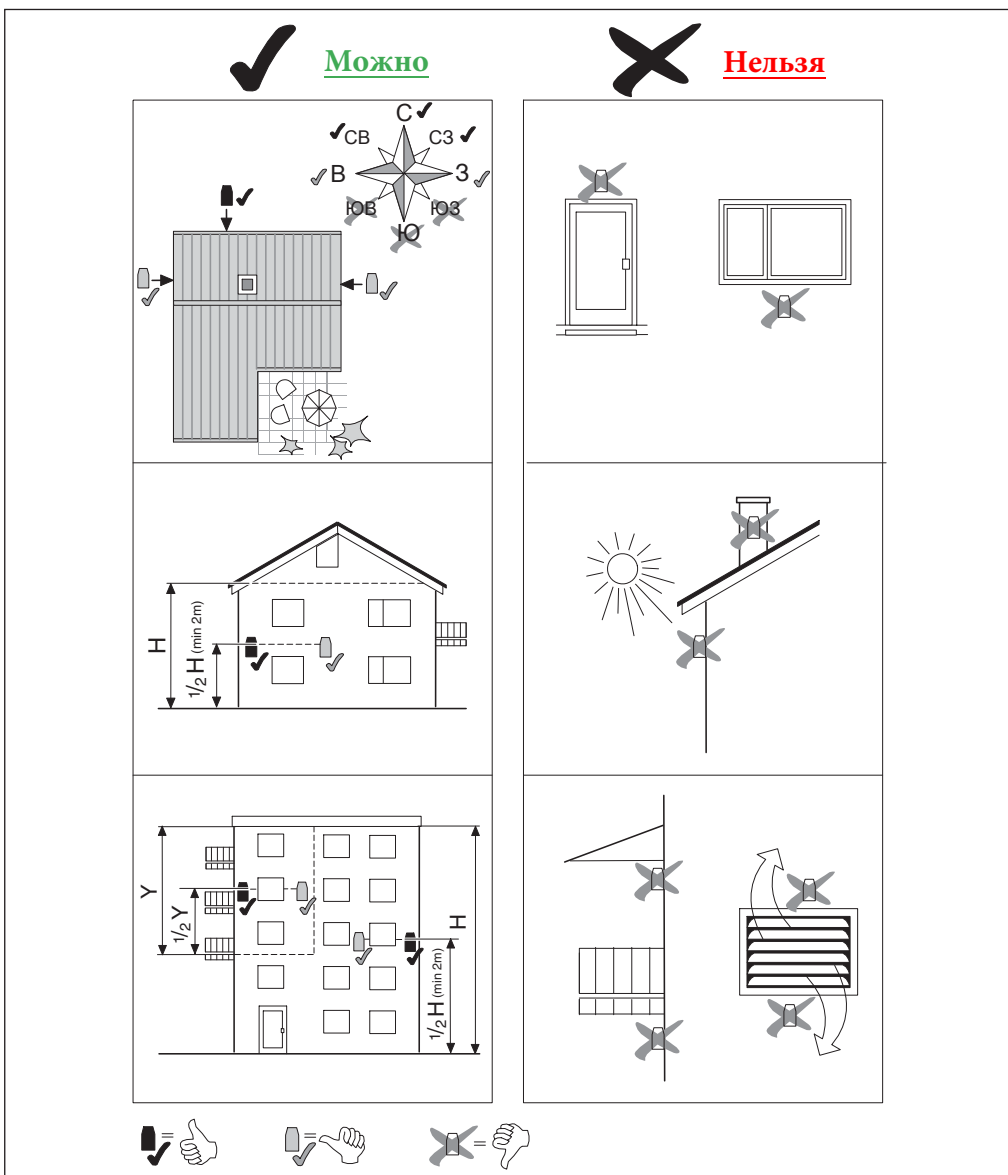 Можно
Нельзя
С
СВ
СЗ
В
З
ЮВ
ЮЗ
Ю
H
1/2 H (min 2m)
Y
1/2 Y
H
1/2 H (min 2m)
=
=
=